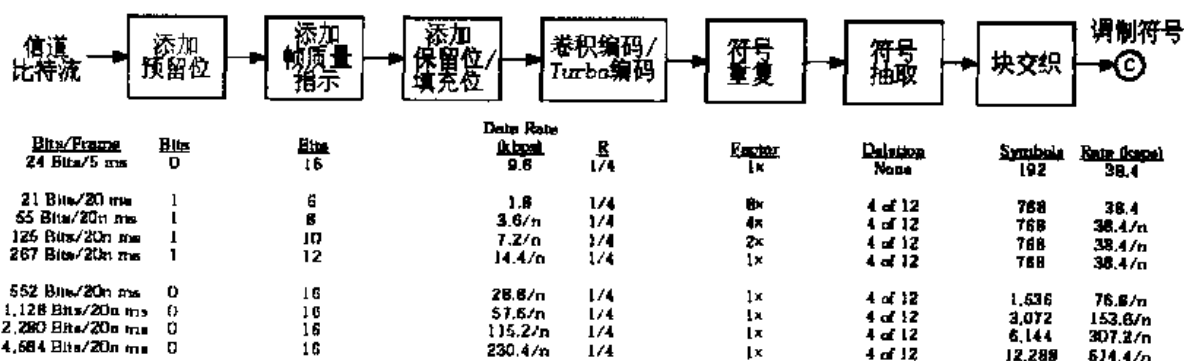 信道
比特流
添加
预留位
添加
帧质量
指示
添加
保留位/
填充位
卷积编码/
Turbo编码
符号
重复
符号
抽取
块交织
调制符号
C
Bits/Frame Bits Bits Data Rate (kbps) R Factor Deletion Symbols Rate (ksps)
24 Bits/5 ms 0 16 9.6 1/4 1x None 192 38.4
21 Bits/20 ms 1 6 1.8 1/4 8x 4 of 12 768 38.4
55 Bits/20n ms 1 8 3.6/n 1/4 4x 4 of 12 768 38.4/n
125 Bits/20n ms 1 10 7.2/n 1/4 2x 4 of 12 768 38.4/n
267 Bits/20n ms 1 12 14.4/n 1/4 1x 4 of 12 768 38.4/n
552 Bits/20n ms 0 16 28.8/n 1/4 1x 4 of 12 1,536 76.8/n
1,128 Bits/20n ms 0 16 57.6/n 1/4 1x 4 of 12 3,072 153.6/n
2,280 Bits/20n ms 0 16 115.2/n 1/4 1x 4 of 12 6,144 307.2/n
4,584 Bits/20n ms 0 16 230.4/n 1/4 1x 4 of 12 12,288 614.4/n